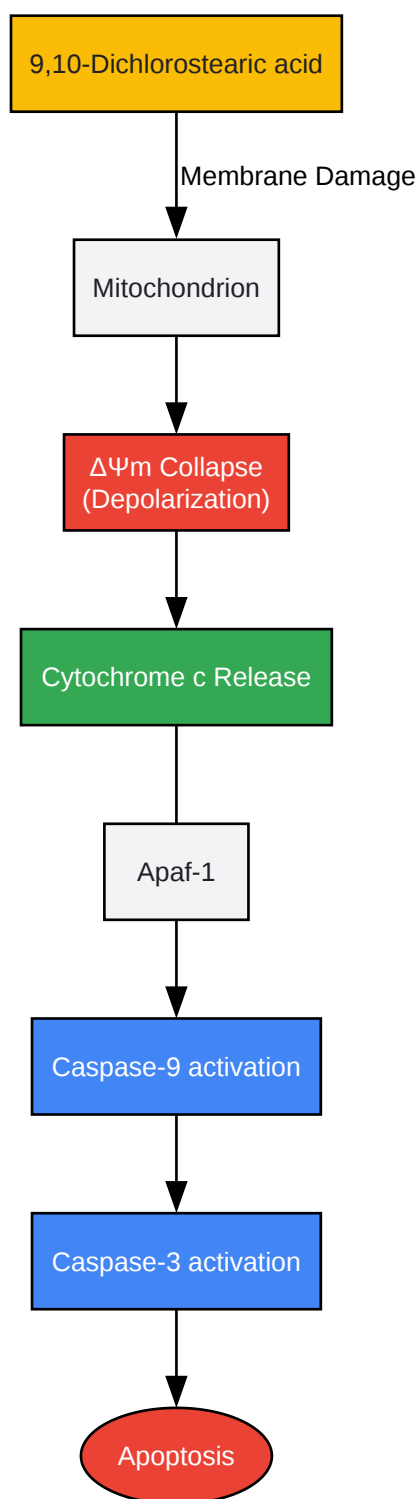 9,10-Dichlorostearic acid
Membrane Damage
Mitochondrion
ΔΨm Collapse
(Depolarization)
Cytochrome c Release
Apaf-1
Caspase-9 activation
Caspase-3 activation
Apoptosis